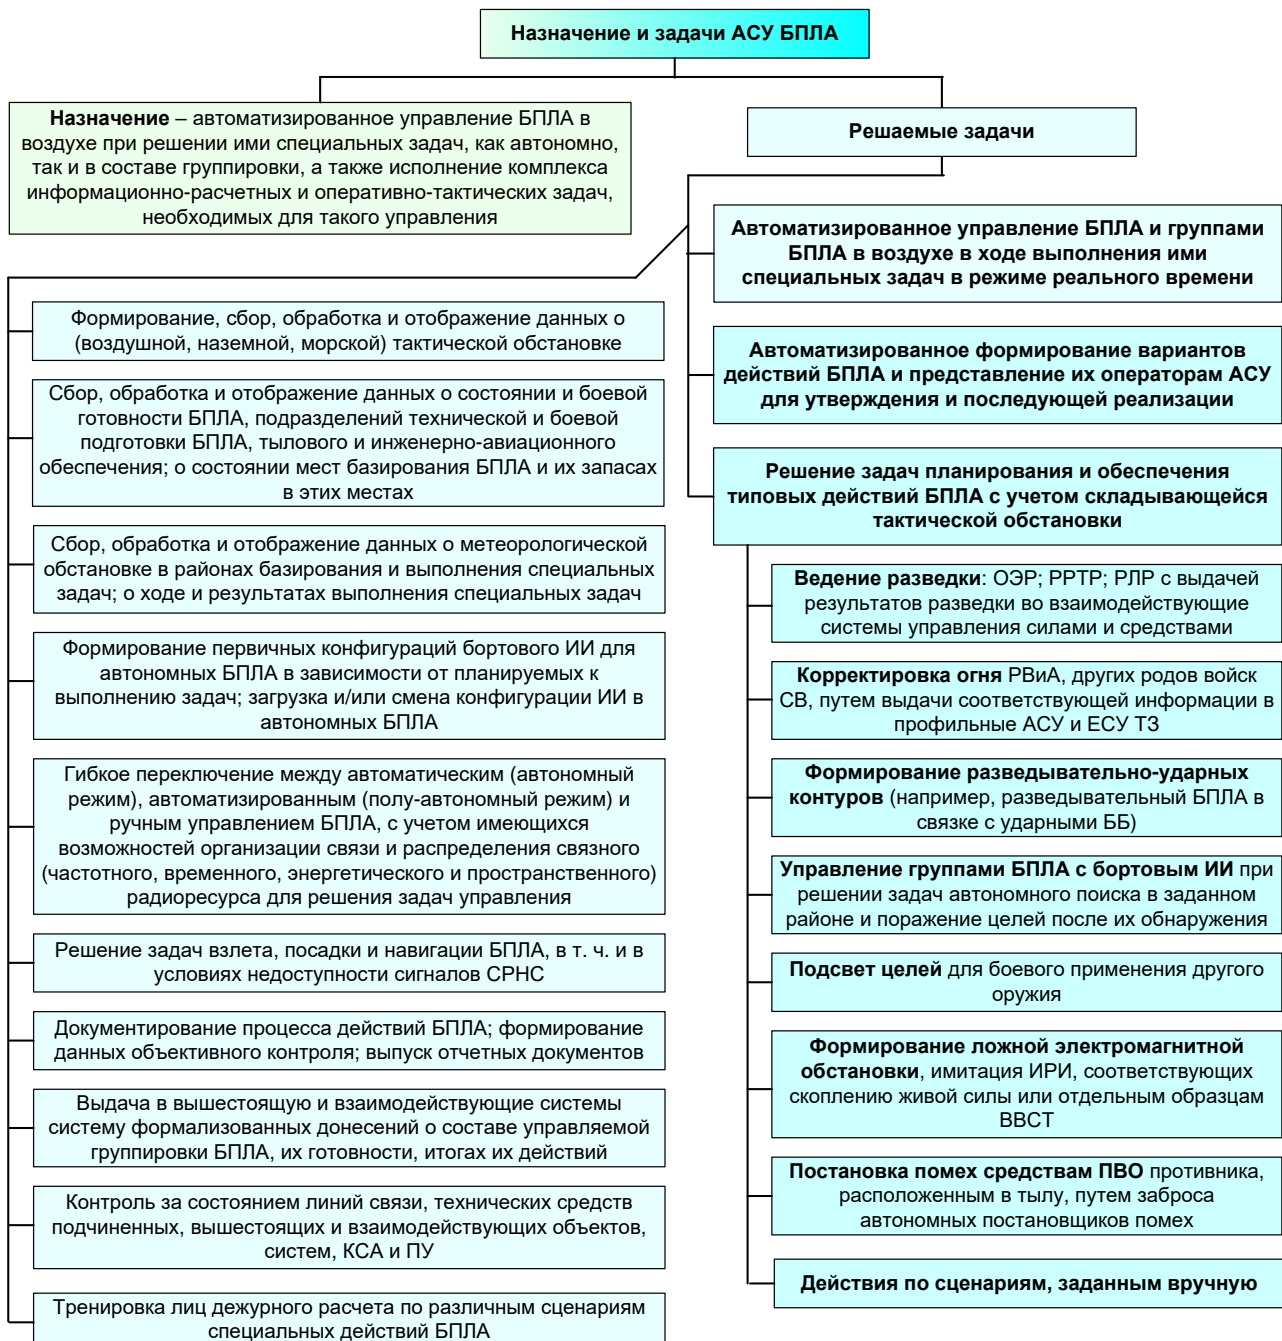 Назначение и задачи АСУ БПЛА
Назначение – автоматизированное управление БПЛА в
воздухе при решении ими специальных задач, как автономно,
так и в составе группировки, а также исполнение комплекса
информационно-расчетных и оперативно-тактических задач,
необходимых для такого управления
Решаемые задачи
Автоматизированное управление БПЛА и группами
БПЛА в воздухе в ходе выполнения ими
специальных задач в режиме реального времени
Автоматизированное формирование вариантов
действий БПЛА и представление их операторам АСУ
для утверждения и последующей реализации
Решение задач планирования и обеспечения
типовых действий БПЛА с учетом складывающейся
тактической обстановки
Ведение разведки: ОЭР; РРТР; РЛР с выдачей
результатов разведки во взаимодействующие
системы управления силами и средствами
Корректировка огня РВиА, других родов войск
СВ, путем выдачи соответствующей информации в
профильные АСУ и ЕСУ ТЗ
Формирование разведывательно-ударных
контуров (например, разведывательный БПЛА в
связке с ударными ББ)
Управление группами БПЛА с бортовым ИИ при
решении задач автономного поиска в заданном
районе и поражение целей после их обнаружения
Подсвет целей для боевого применения другого
оружия
Формирование ложной электромагнитной
обстановки, имитация ИРИ, соответствующих
скоплению живой силы или отдельным образцам
ВВСТ
Постановка помех средствам ПВО противника,
расположенным в тылу, путем заброса
автономных постановщиков помех
Действия по сценариям, заданным вручную
Формирование, сбор, обработка и отображение данных о
(воздушной, наземной, морской) тактической обстановке
Сбор, обработка и отображение данных о состоянии и боевой
готовности БПЛА, подразделений технической и боевой
подготовки БПЛА, тылового и инженерно-авиационного
обеспечения; о состоянии мест базирования БПЛА и их запасах
в этих местах
Сбор, обработка и отображение данных о метеорологической
обстановке в районах базирования и выполнения специальных
задач; о ходе и результатах выполнения специальных задач
Формирование первичных конфигураций бортового ИИ для
автономных БПЛА в зависимости от планируемых к
выполнению задач; загрузка и/или смена конфигурации ИИ в
автономных БПЛА
Гибкое переключение между автоматическим (автономный
режим), автоматизированным (полу-автономный режим) и
ручным управлением БПЛА, с учетом имеющихся
возможностей организации связи и распределения связного
(частотного, временного, энергетического и пространственного)
радиоресурса для решения задач управления
Решение задач взлета, посадки и навигации БПЛА, в т. ч. и в
условиях недоступности сигналов СРНС
Документирование процесса действий БПЛА; формирование
данных объективного контроля; выпуск отчетных документов
Выдача в вышестоящую и взаимодействующие системы
систему формализованных донесений о составе управляемой
группировки БПЛА, их готовности, итогах их действий
Контроль за состоянием линий связи, технических средств
подчиненных, вышестоящих и взаимодействующих объектов,
систем, КСА и ПУ
Тренировка лиц дежурного расчета по различным сценариям
специальных действий БПЛА